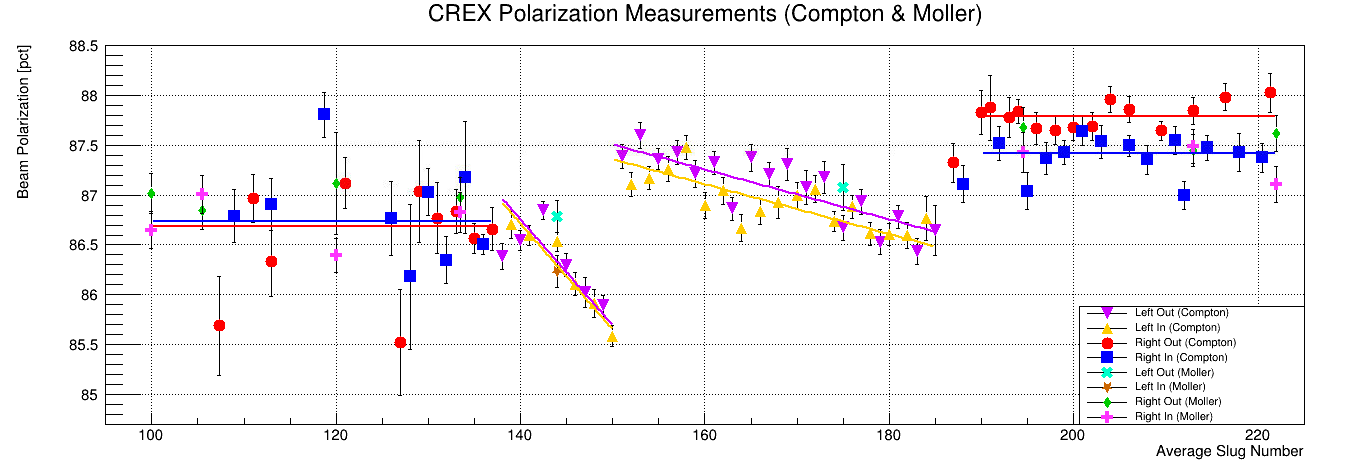 CREX Polarization Measurements (Compton & Moller)
Beam Polarization [pct]
88.5
88
87.5
87
86.5
86
85.5
85
Left Out (Compton)
Left In (Compton)
Right Out (Compton)
Right In (Compton)
Left Out (Moller)
Left In (Moller)
Right Out (Moller)
Right In (Moller)
100 120 140 160 180 200 220
Average Slug Number